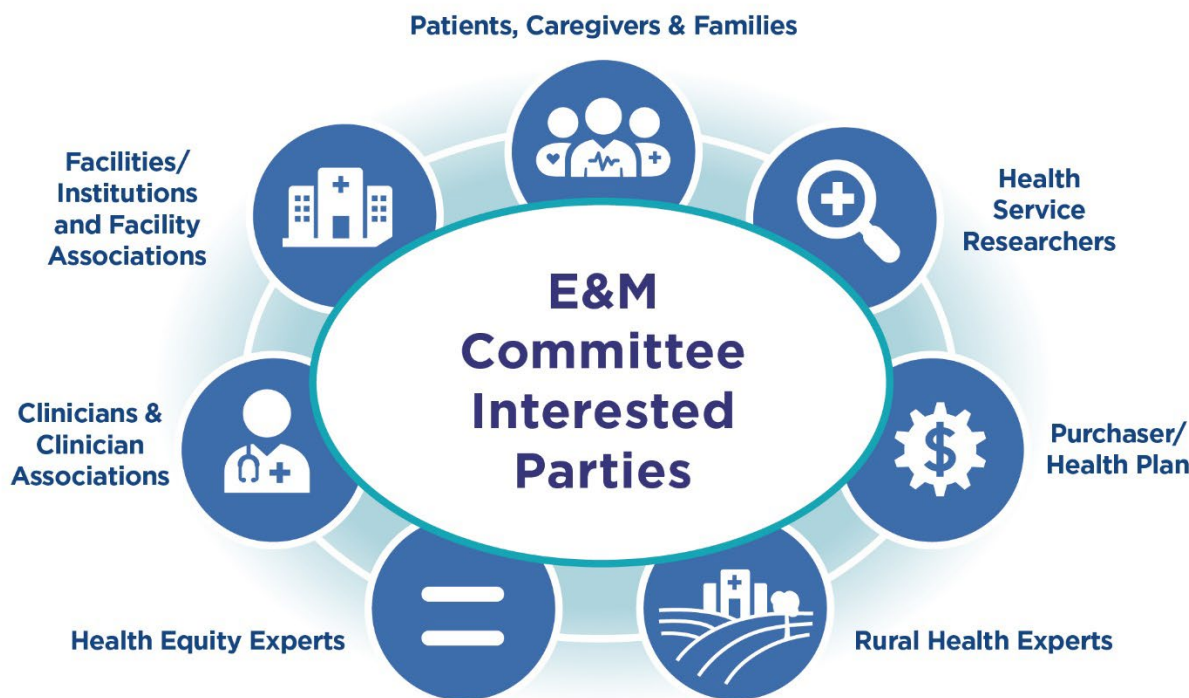 Patients, Caregivers & Families
Facilities/
Institutions
and Facility
Associations
Health
Service
Researchers
E&M
Committee
Interested
Parties
Clinicians &
Clinician
Associations
$
Purchaser/
Health Plan
Health Equity Experts
Rural Health Experts